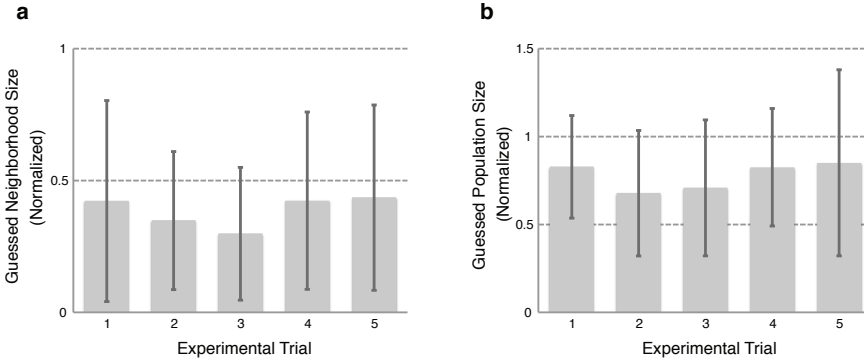 a
Guessed Neighborhood Size
(Normalized)
1
0.5
0
1 2 3 4 5
Experimental Trial
b
Guessed Population Size
(Normalized)
1.5
1
0.5
0
1 2 3 4 5
Experimental Trial